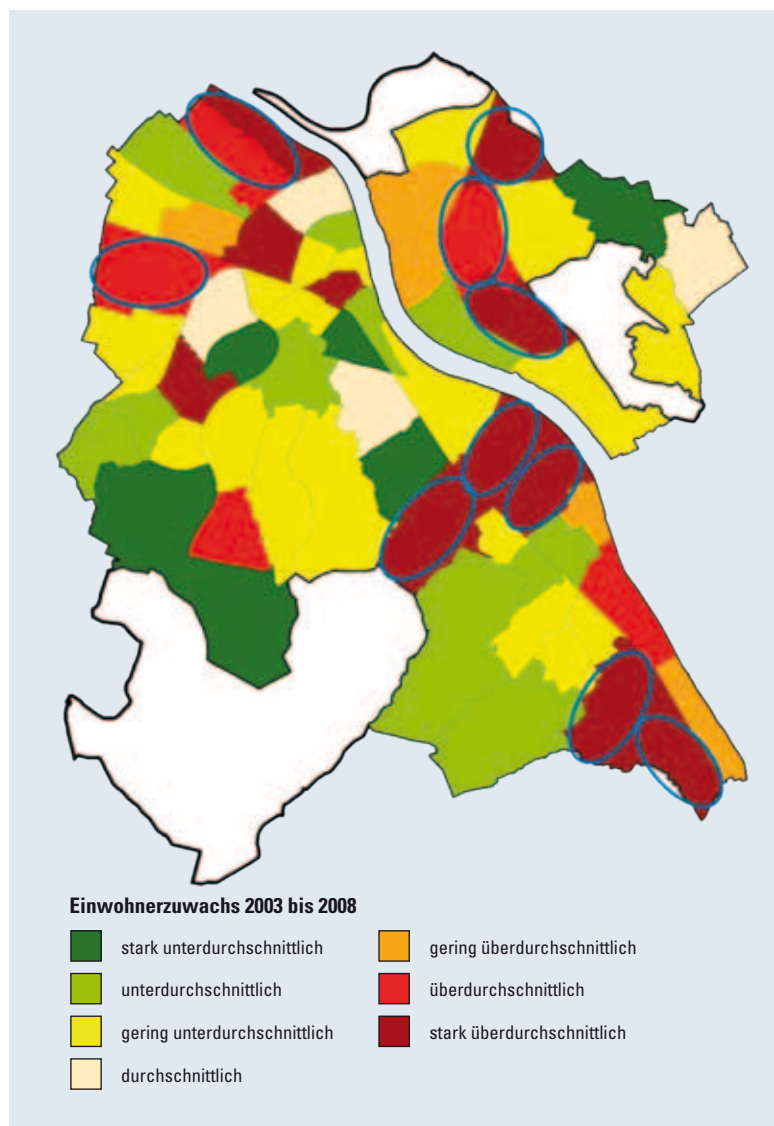 Einwohnerzuwachs 2003 bis 2008
stark unterdurchschnittlich
unterdurchschnittlich
gering unterdurchschnittlich
durchschnittlich
gering überdurchschnittlich
überdurchschnittlich
stark überdurchschnittlich